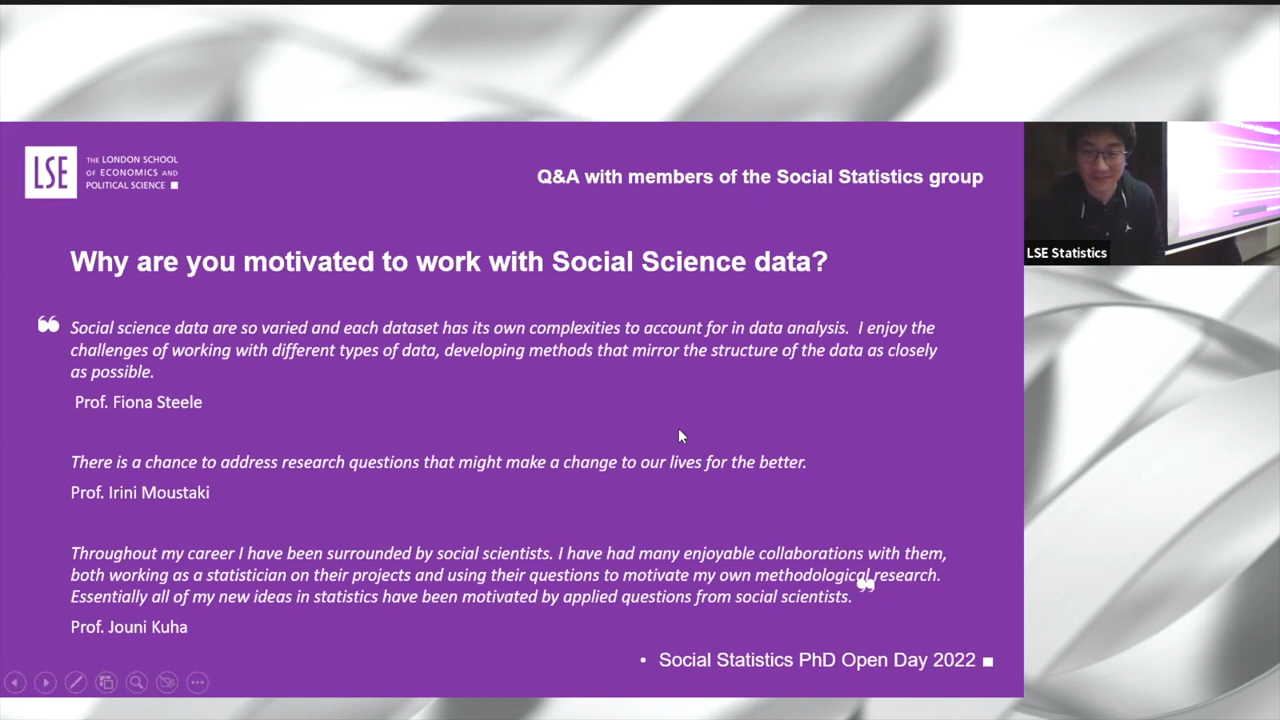 LSE
THE LONDON SCHOOL
OF ECONOMICS AND
POLITICAL SCIENCE
Q&A with members of the Social Statistics group
LSE Statistics
Why are you motivated to work with Social Science data?
❝
Social science data are so varied and each dataset has its own complexities to account for in data analysis.  I enjoy the
challenges of working with different types of data, developing methods that mirror the structure of the data as closely
as possible.
Prof. Fiona Steele
There is a chance to address research questions that might make a change to our lives for the better.
Prof. Irini Moustaki
Throughout my career I have been surrounded by social scientists. I have had many enjoyable collaborations with them,
both working as a statistician on their projects and using their questions to motivate my own methodological research.
Essentially all of my new ideas in statistics have been motivated by applied questions from social scientists. ❞
Prof. Jouni Kuha
• Social Statistics PhD Open Day 2022